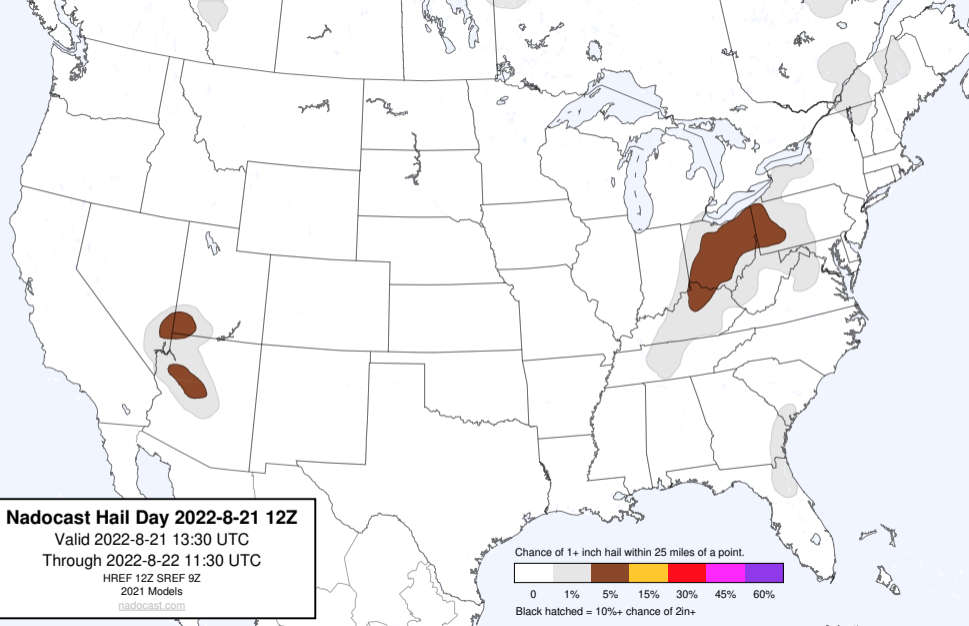 Nadocast Hail Day 2022-8-21 12Z
Valid 2022-8-21 13:30 UTC
Through 2022-8-22 11:30 UTC
HREF 12Z SREF 9Z
2021 Models
nadocast.com
Chance of 1+ inch hail within 25 miles of a point.
0 1% 5% 15% 30% 45% 60%
Black hatched = 10%+ chance of 2in+